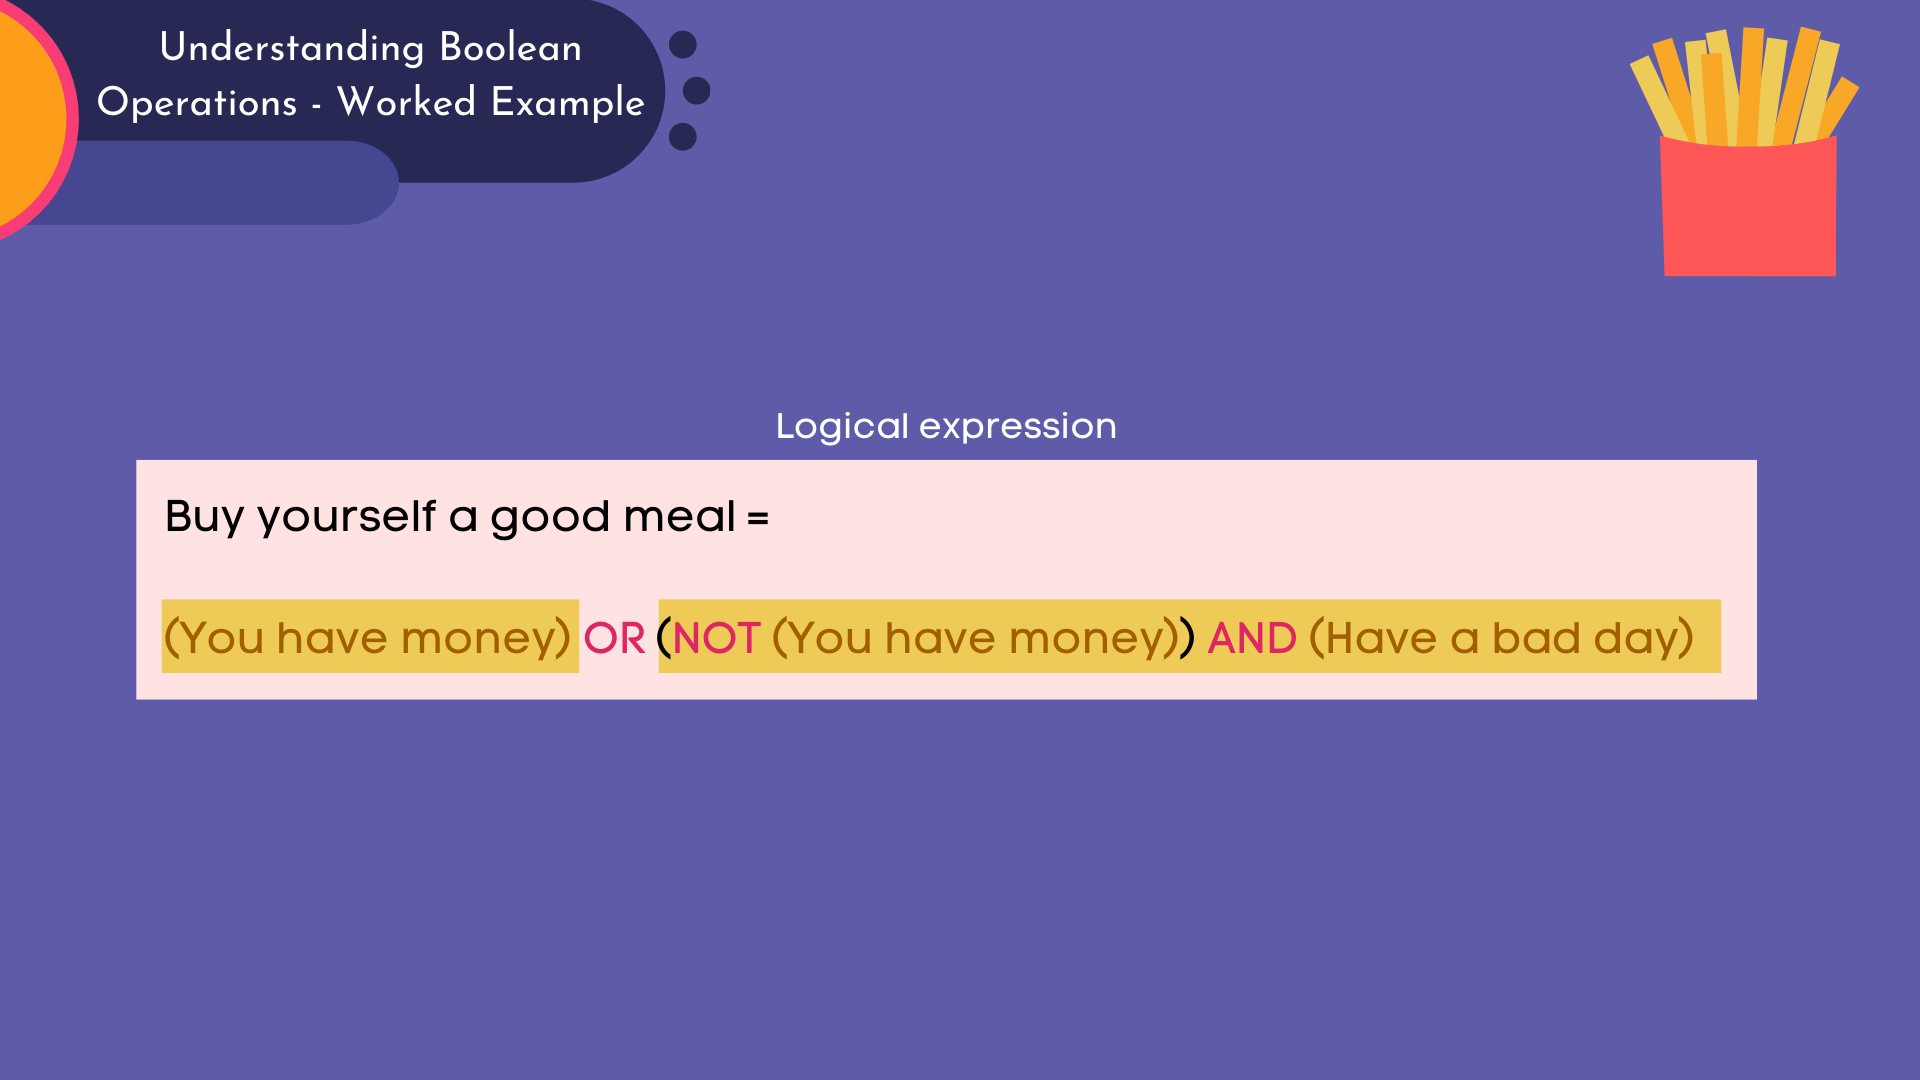 Understanding Boolean
Operations - Worked Example
Logical expression
Buy yourself a good meal =
(You have money) OR (NOT (You have money)) AND (Have a bad day)